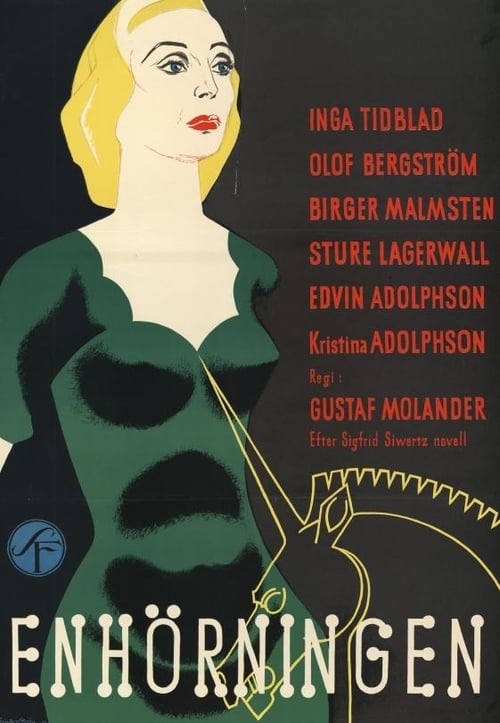 INGA TIDBLAD
OLOF BERGSTRÖM
BIRGER MALMSTEN
STURE LAGERWALL
EDVIN ADOLPHSON
Kristina ADOLPHSON
Regi:
GUSTAF MOLANDER
Efter Sigfrid Siwertz novell
SF
ENHÖRNINGEN